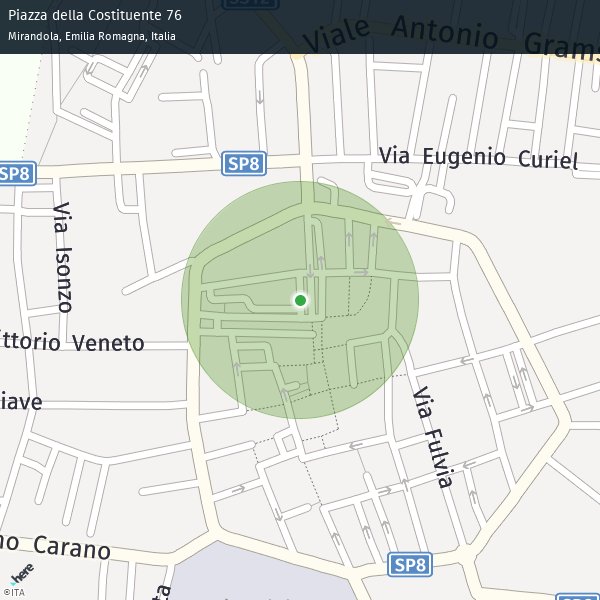 Piazza della Costituente 76
Mirandola, Emilia Romagna, Italia
Viale Antonio Grams
SP8
Via Eugenio Curiel
SP8
Via Isonzo
ttorio Veneto
iave
Via Fulvia
no Carano
SP8
ta
here
©ITA